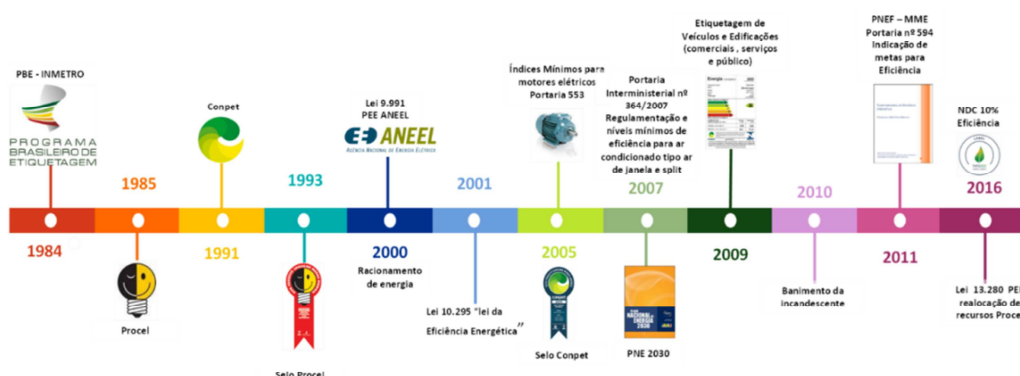 PBE - INMETRO
PROGRAMA
BRASILEIRO DE
ETIQUETAGEM
1984
1985
Procel
Conpet
1991
1993
Selo Procel
Lei 9.991
PEE ANEEL
ANEEL
AGÊNCIA NACIONAL DE ENERGIA ELÉTRICA
2000
Racionamento
de energia
2001
Lei 10.295 "lei da
Eficiência Energética"
Índices Mínimos para
motores elétricos
Portaria 553
2005
Selo Conpet
Portaria
Interministerial nº
364/2007
Regulamentação e
níveis mínimos de
eficiência para ar
condicionado tipo ar
de janela e split
2007
PNE 2030
Etiquetagem de
Veículos e Edificações
(comerciais , serviços
e público)
Energia
2009
2010
Banimento da
incandescente
PNEF – MME
Portaria nº 594
Indicação de
metas para
Eficiência
2011
NDC 10%
Eficiência
2016
Lei 13.280 PEE
realocação de
recursos Procel